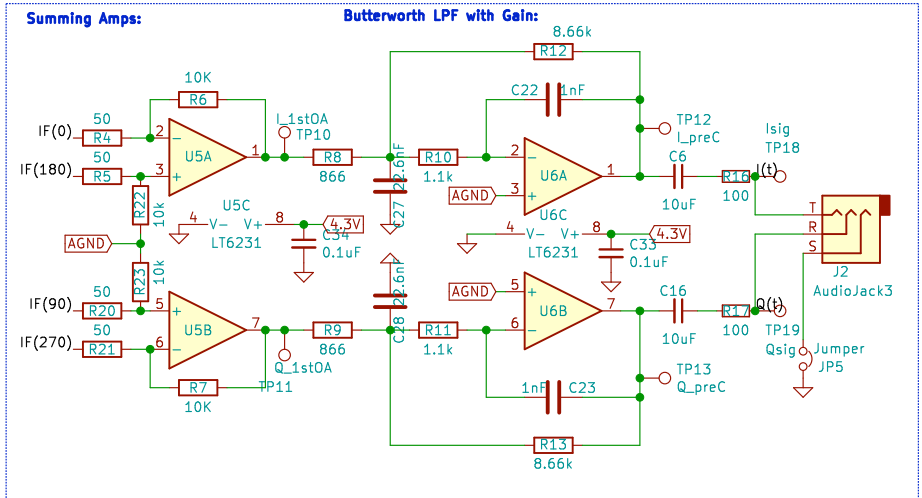 Summing Amps:
Butterworth LPF with Gain:
8.66k
R12
10K
R6
C22
1nF
50
IF(0)
R4
2
−
U5A
1
I_1stOA
TP10
R8
866
22.6nF
C27
R10
1.1k
2
−
U6A
1
TP12
I_preC
C6
10uF
Isig
TP18
R16
I(t)
100
50
IF(180)
R5
3
+
AGND
3
+
U6C
R22
10k
U5C
4
V−
V+
8
4.3V
LT6231
C34
0.1uF
4
V−
V+
8
4.3V
LT6231
C33
0.1uF
AGND
T
R
S
J2
AudioJack3
R23
10k
22.6nF
C28
AGND
5
+
U6B
7
6
−
C16
10uF
R17
Q(t)
100
TP19
Qsig
Jumper
JP5
50
IF(90)
R20
5
+
U5B
7
50
IF(270)
R21
6
−
R9
866
R11
1.1k
Q_1stOA
TP11
R7
10K
1nF
C23
TP13
Q_preC
R13
8.66k